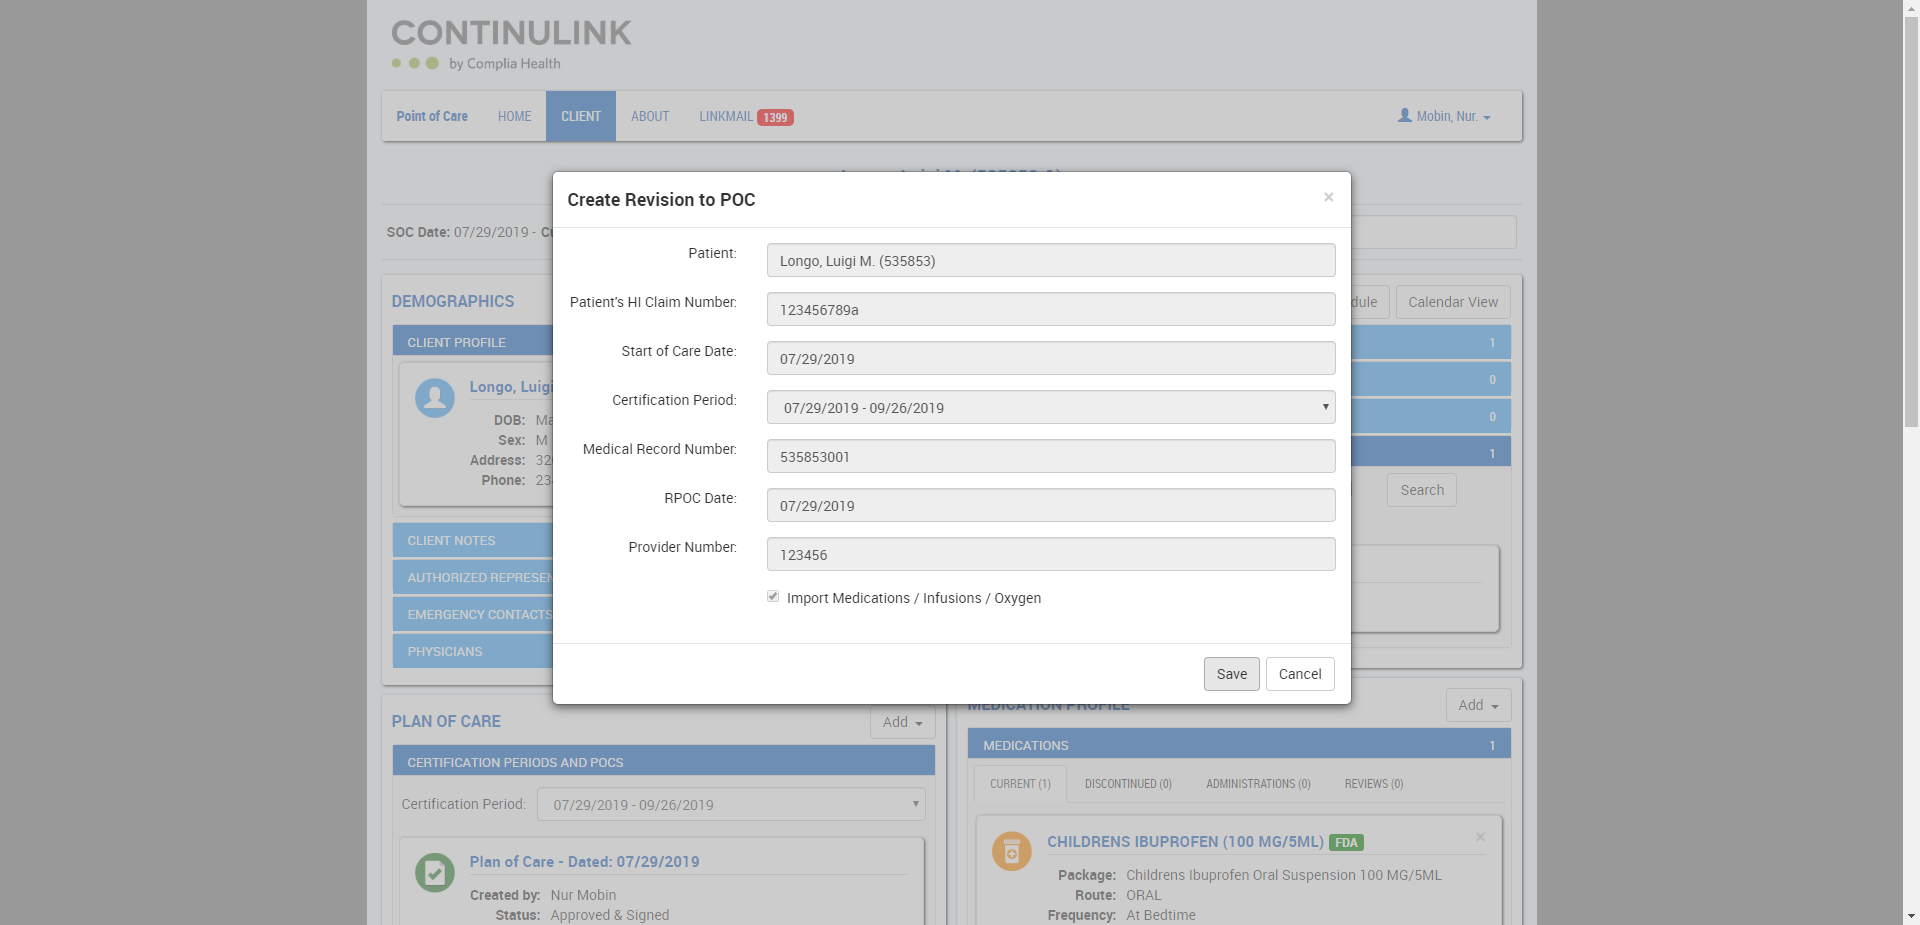 CONTINULINK
by Complia Health
Point of Care HOME CLIENT ABOUT LINKMAIL 1399 Mobin, Nur.
SOC Date: 07/29/2019 -
Create Revision to POC ×
Patient: Longo, Luigi M. (535853)
Patient's HI Claim Number: 123456789a
Start of Care Date: 07/29/2019
Certification Period: 07/29/2019 - 09/26/2019
Medical Record Number: 535853001
RPOC Date: 07/29/2019
Provider Number: 123456
Import Medications / Infusions / Oxygen
Save Cancel
DEMOGRAPHICS
CLIENT PROFILE
Longo, Luigi
DOB:
Sex: M
Address:
Phone:
CLIENT NOTES
AUTHORIZED
EMERGENCY CONTACTS
PHYSICIANS
Calendar View
1
0
0
1
Search
PLAN OF CARE Add
CERTIFICATION PERIODS AND POCS
Certification Period: 07/29/2019 - 09/26/2019
Plan of Care - Dated: 07/29/2019
Created by: Nur Mobin
Status: Approved & Signed
MEDICATION PROFILE Add
MEDICATIONS 1
CURRENT (1) DISCONTINUED (0) ADMINISTRATIONS (0) REVIEWS (0)
CHILDRENS IBUPROFEN (100 MG/5ML) FDA ×
Package: Childrens Ibuprofen Oral Suspension 100 MG/5ML
Route: ORAL
Frequency: At Bedtime